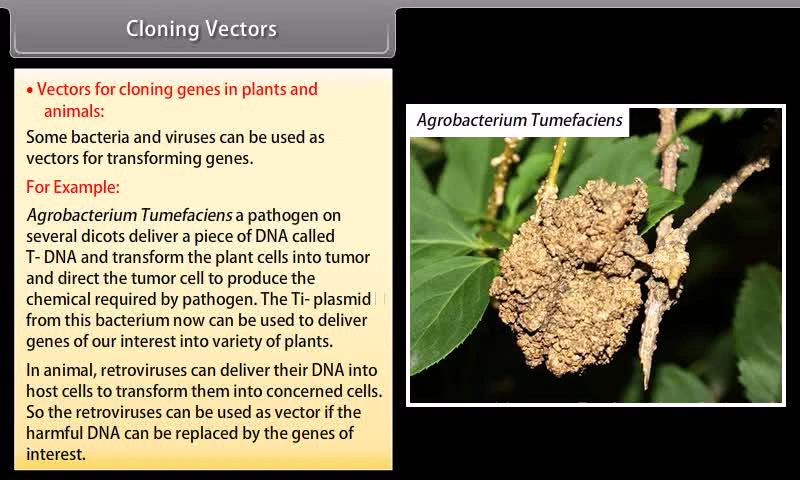 Cloning Vectors
• Vectors for cloning genes in plants and
animals:
Some bacteria and viruses can be used as
vectors for transforming genes.
For Example:
Agrobacterium Tumefaciens a pathogen on
several dicots deliver a piece of DNA called
T- DNA and transform the plant cells into tumor
and direct the tumor cell to produce the
chemical required by pathogen. The Ti- plasmid
from this bacterium now can be used to deliver
genes of our interest into variety of plants.
In animal, retroviruses can deliver their DNA into
host cells to transform them into concerned cells.
So the retroviruses can be used as vector if the
harmful DNA can be replaced by the genes of
interest.
Agrobacterium Tumefaciens